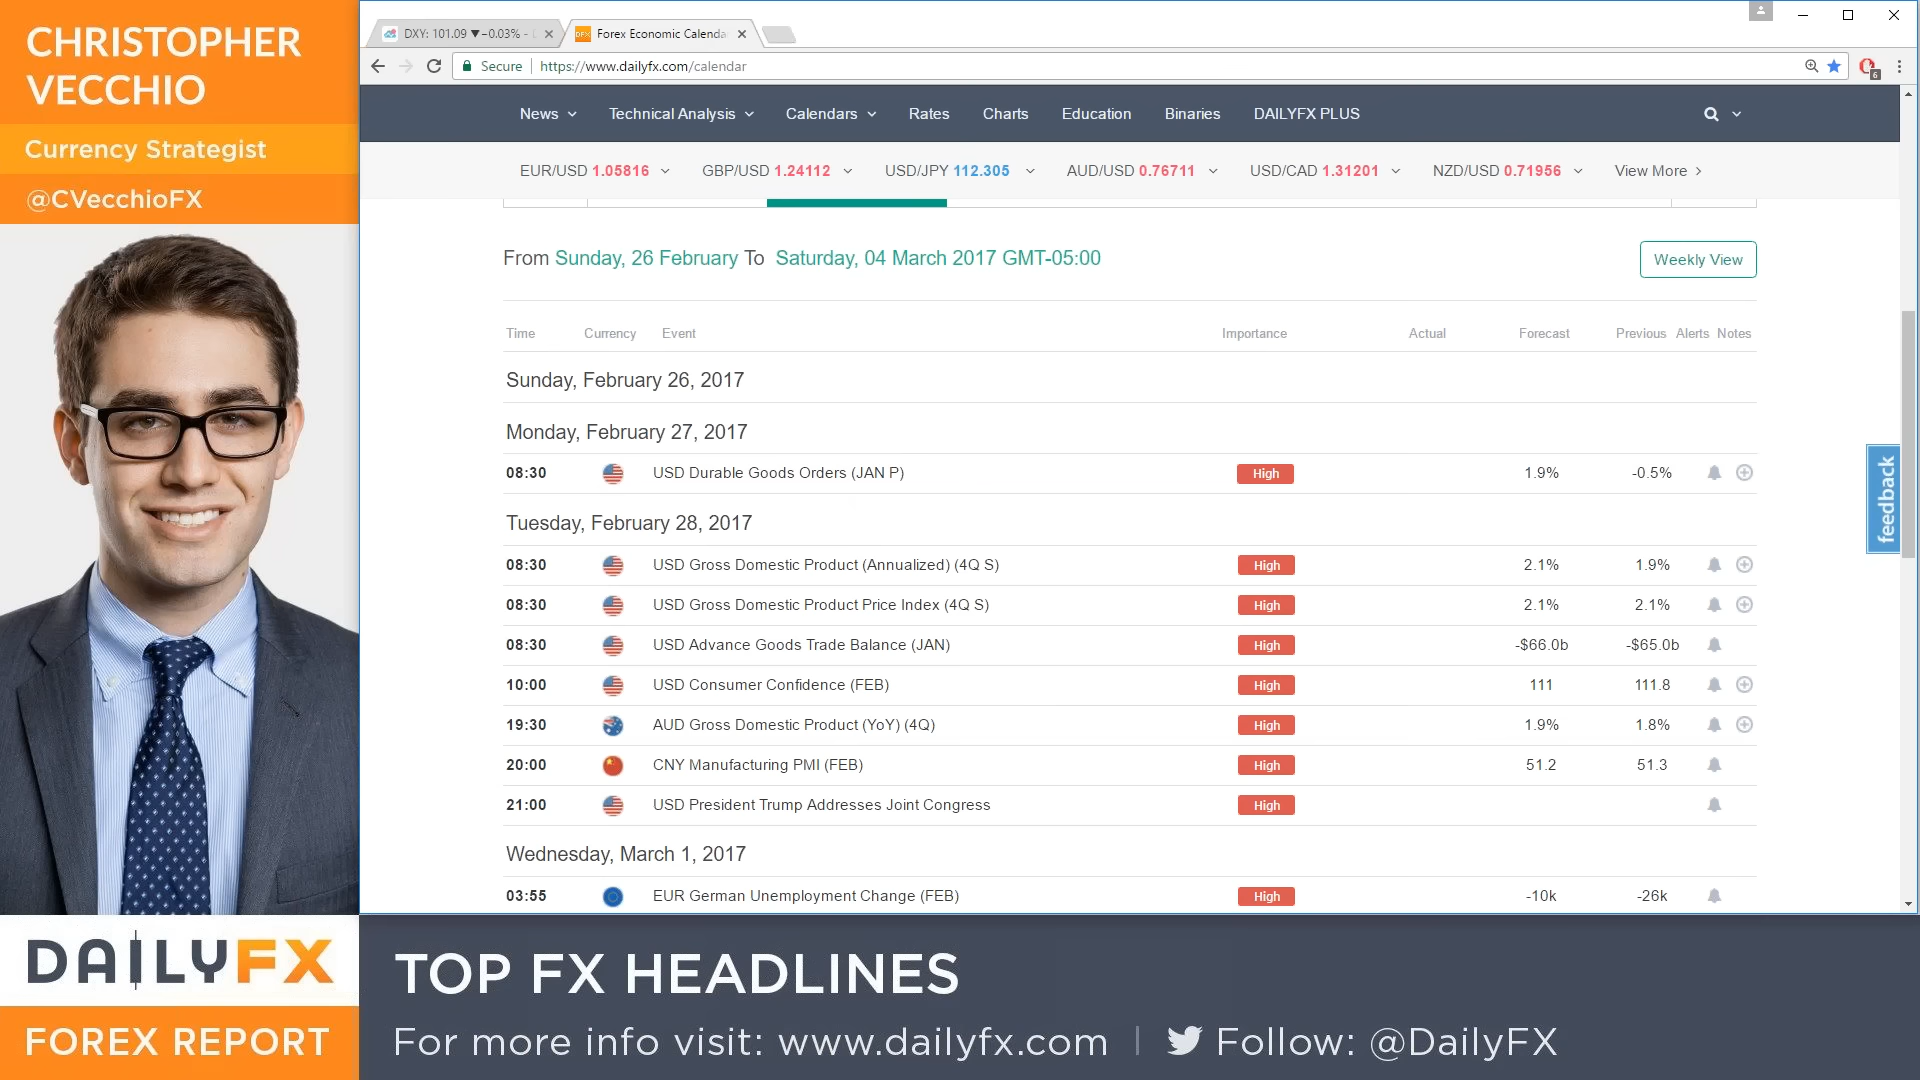 CHRISTOPHER
VECCHIO
Currency Strategist
@CVecchioFX
DXY: 101.09 ▼−0.03% -
Forex Economic Calenda
Secure
https://www.dailyfx.com/calendar
6
News
Technical Analysis
Calendars
Rates
Charts
Education
Binaries
DAILYFX PLUS
EUR/USD 1.05816
GBP/USD 1.24112
USD/JPY 112.305
AUD/USD 0.76711
USD/CAD 1.31201
NZD/USD 0.71956
View More
From Sunday, 26 February To Saturday, 04 March 2017 GMT-05:00
Weekly View
Time Currency Event Importance Actual Forecast Previous Alerts Notes
Sunday, February 26, 2017
Monday, February 27, 2017
08:30 USD Durable Goods Orders (JAN P) High 1.9% -0.5%
Tuesday, February 28, 2017
08:30 USD Gross Domestic Product (Annualized) (4Q S) High 2.1% 1.9%
08:30 USD Gross Domestic Product Price Index (4Q S) High 2.1% 2.1%
08:30 USD Advance Goods Trade Balance (JAN) High -$66.0b -$65.0b
10:00 USD Consumer Confidence (FEB) High 111 111.8
19:30 AUD Gross Domestic Product (YoY) (4Q) High 1.9% 1.8%
20:00 CNY Manufacturing PMI (FEB) High 51.2 51.3
21:00 USD President Trump Addresses Joint Congress High
Wednesday, March 1, 2017
03:55 EUR German Unemployment Change (FEB) High -10k -26k
feedback
DAILYFX
FOREX REPORT
TOP FX HEADLINES
For more info visit: www.dailyfx.com | Follow: @DailyFX